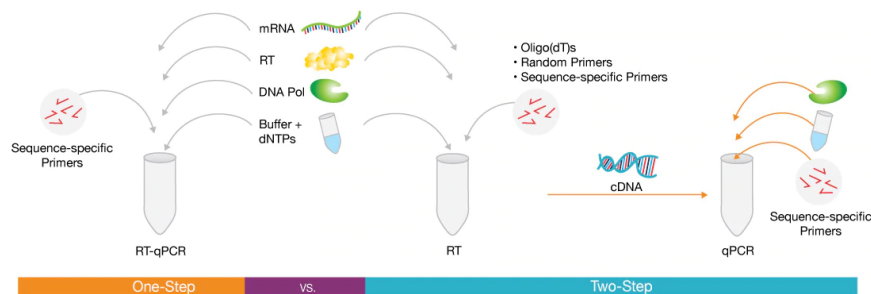 mRNA
RT
DNA Pol
Buffer +
dNTPs
Sequence-specific
Primers
RT-qPCR
• Oligo(dT)s
• Random Primers
• Sequence-specific Primers
RT
cDNA
Sequence-specific
Primers
qPCR
One-Step
vs.
Two-Step